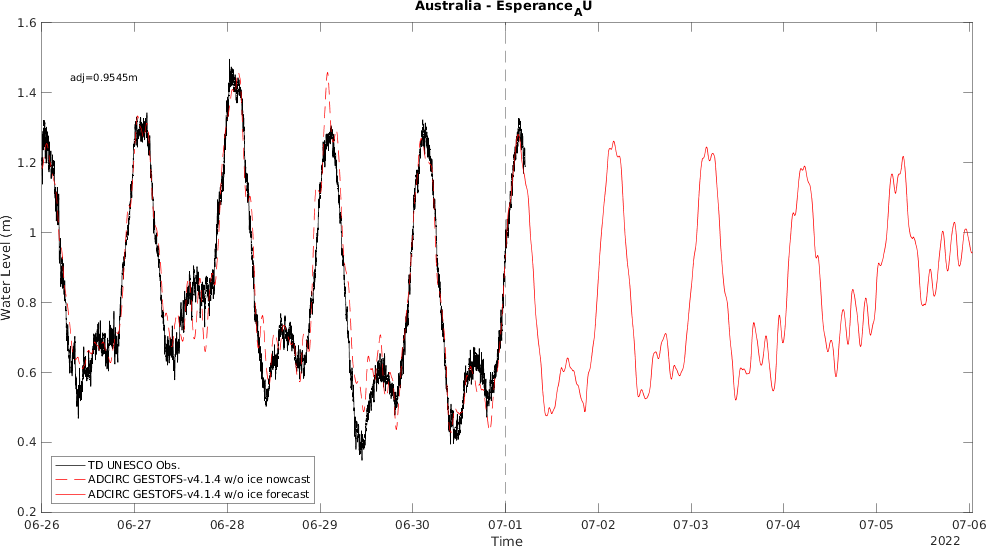 Australia - Esperance_AU
adj=0.9545m
1.6
1.4
1.2
1
0.8
0.6
0.4
0.2
Water Level (m)
TD UNESCO Obs.
ADCIRC GESTOFS-v4.1.4 w/o ice nowcast
ADCIRC GESTOFS-v4.1.4 w/o ice forecast
06-26 06-27 06-28 06-29 06-30 07-01 07-02 07-03 07-04 07-05 07-06
Time
2022